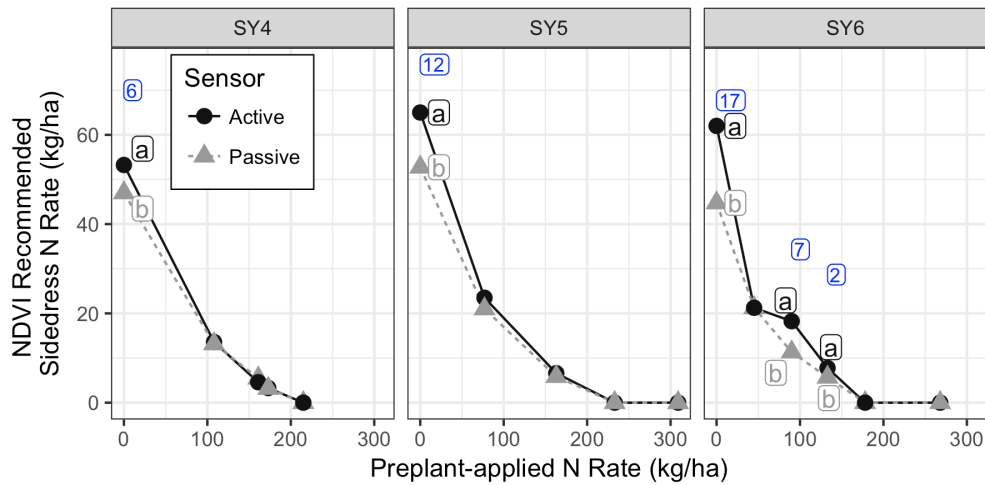 SY4
SY5
SY6
NDVI Recommended
Sidedress N Rate (kg/ha)
60
40
20
0
6
Sensor
Active
Passive
a
b
12
a
b
17
a
b
7
2
a
b
a
b
0
100
200
300
0
100
200
300
0
100
200
300
Preplant-applied N Rate (kg/ha)